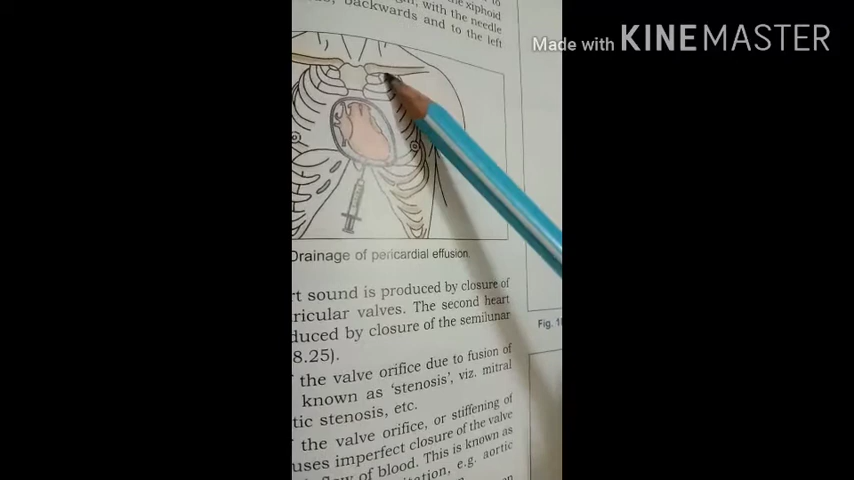 the xiphoid
with the needle
backwards and to the left
Made with KINEMASTER
Drainage of pericardial effusion.
rt sound is produced by closure of
ricular valves. The second heart
duced by closure of the semilunar
8.25).
Fig.
the valve orifice due to fusion of
known as 'stenosis', viz. mitral
tic stenosis, etc.
the valve orifice, or stiffening of
uses imperfect closure of the valve
flow of blood. This is known as
e.g. aortic